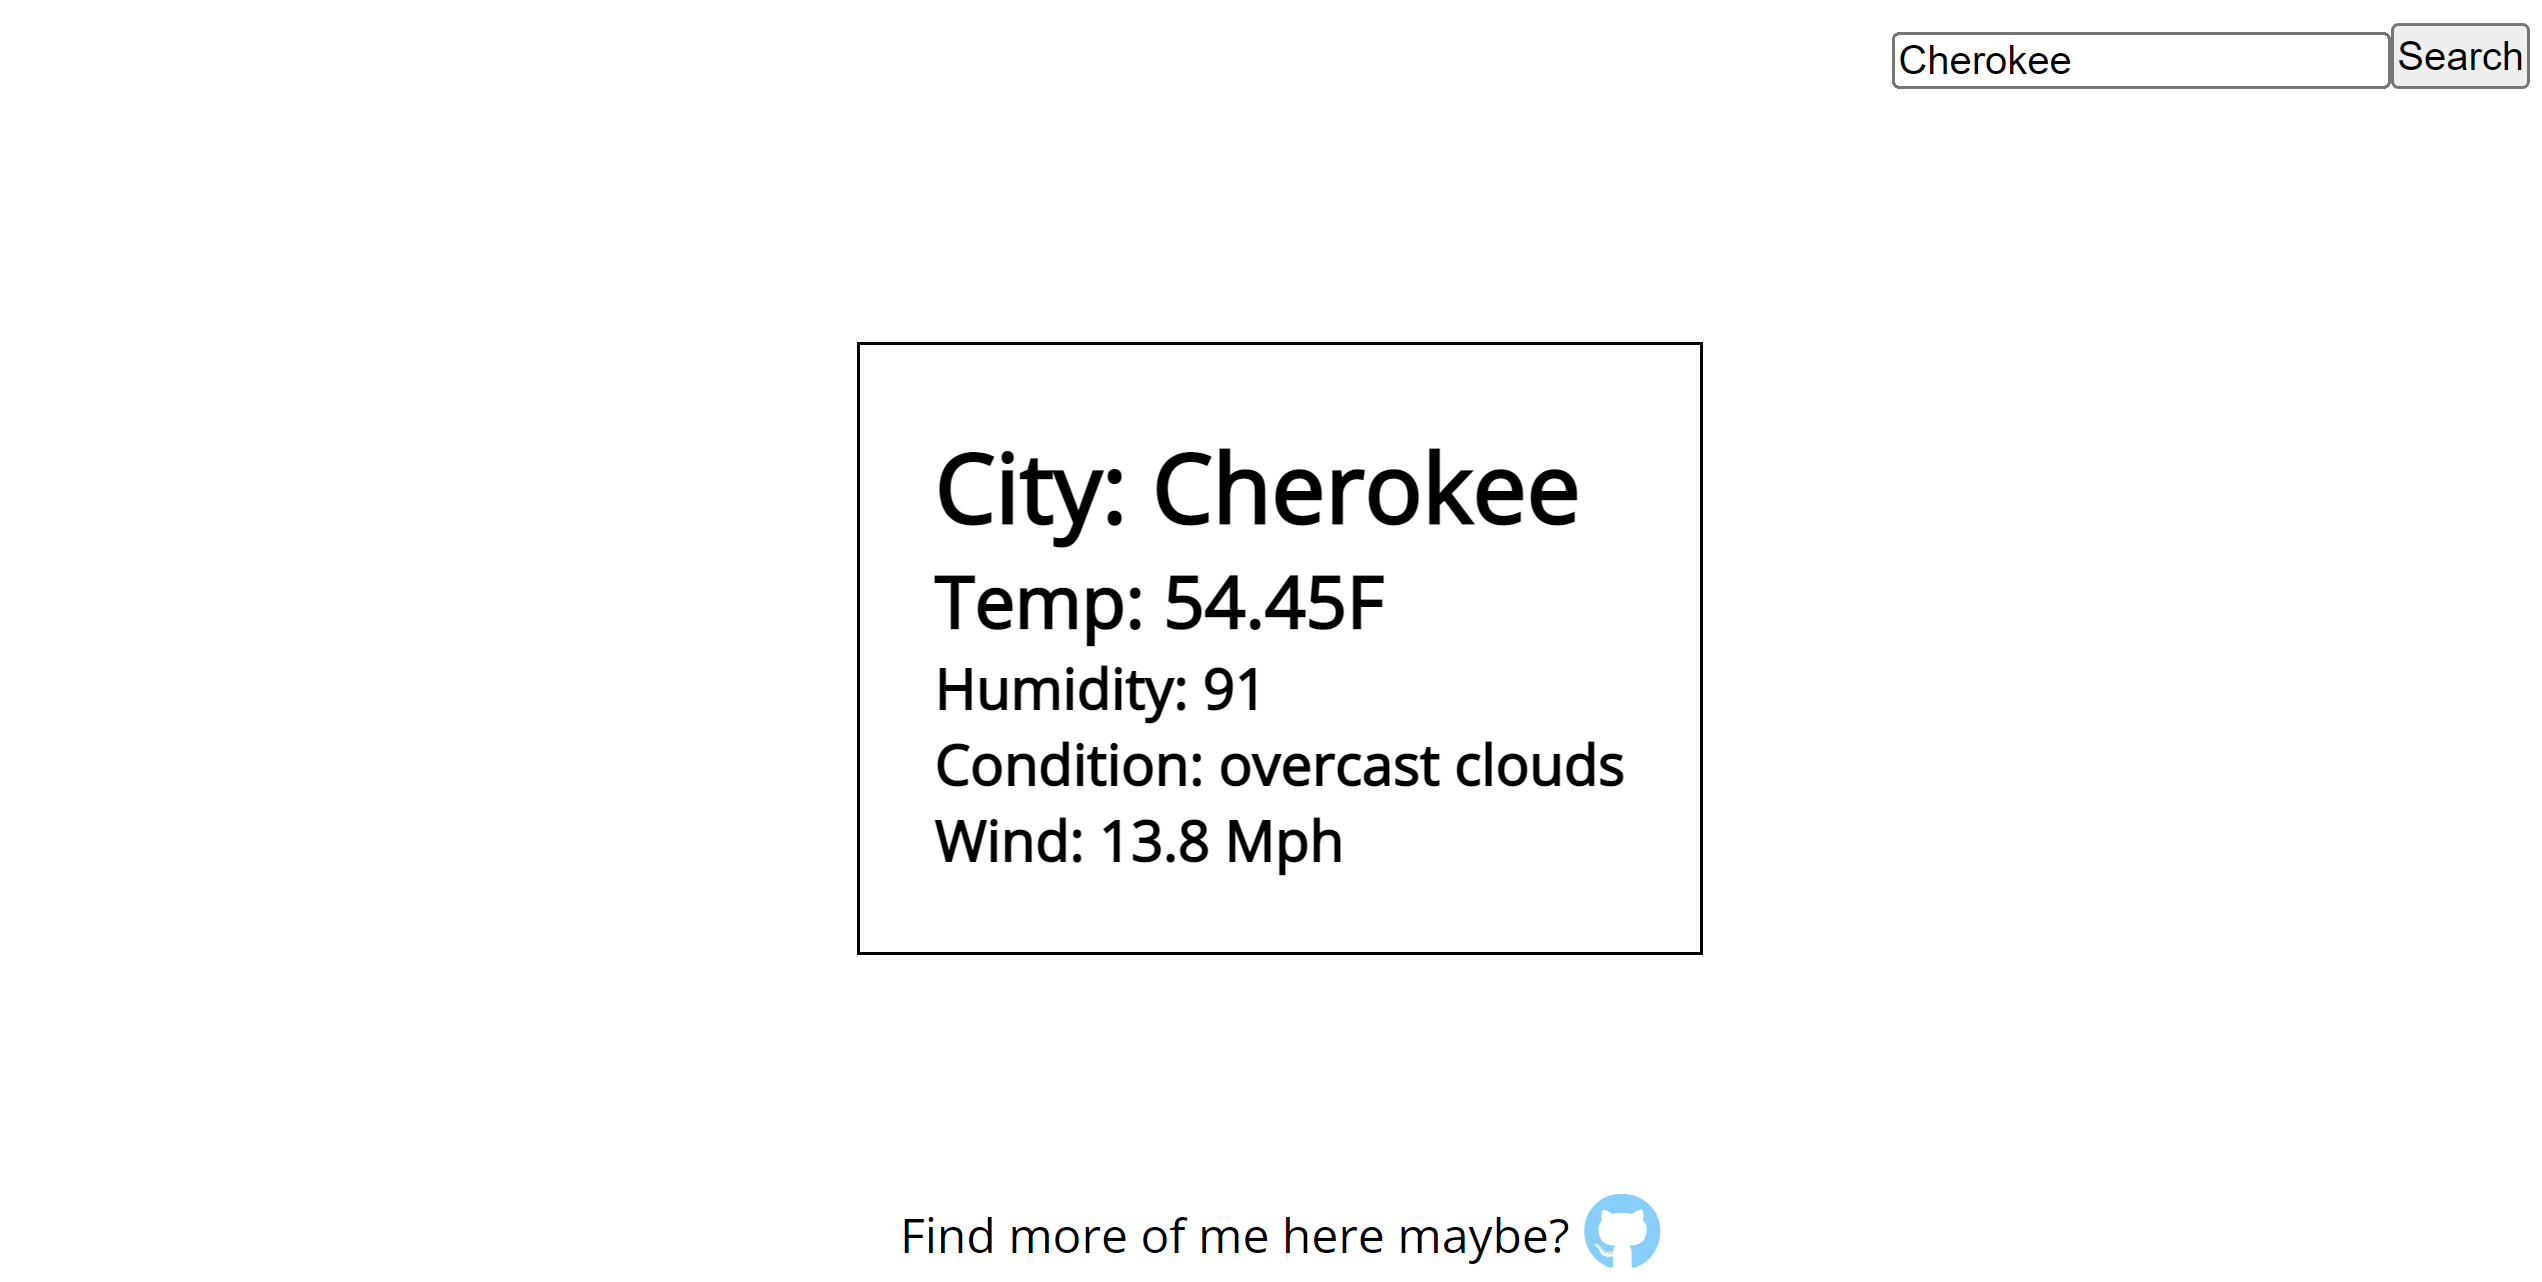 Cherokee Search
City: Cherokee
Temp: 54.45F
Humidity: 91
Condition: overcast clouds
Wind: 13.8 Mph
Find more of me here maybe?